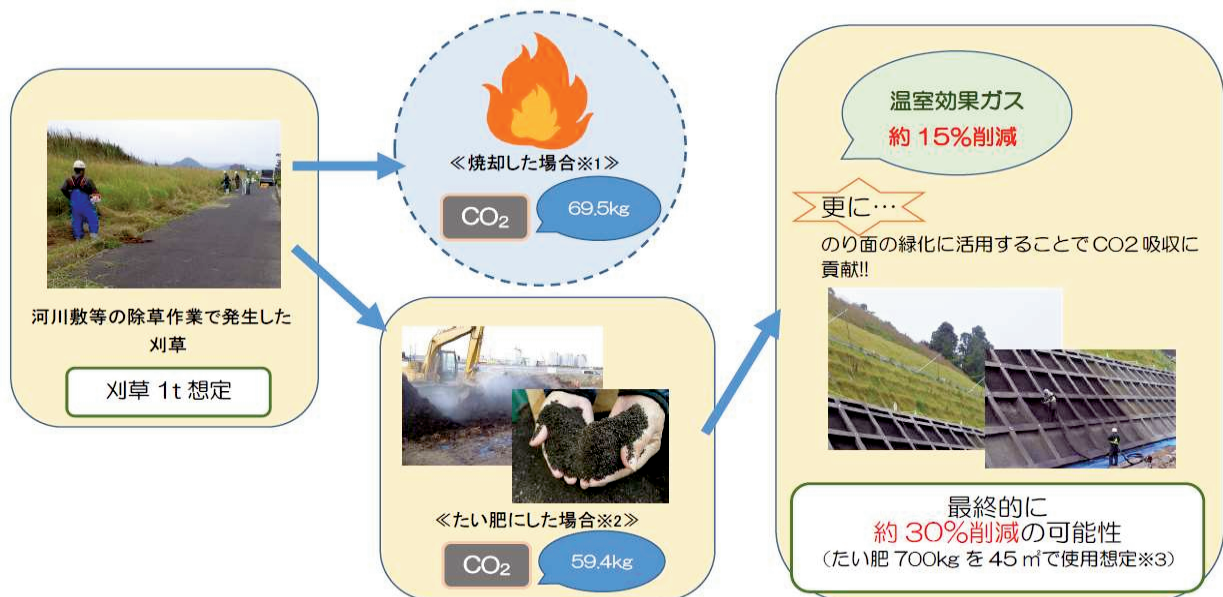 河川敷等の除草作業で発生した
刈草
刈草 1t 想定
≪焼却した場合※1≫
CO₂
69.5kg
≪たい肥にした場合※2≫
CO₂
59.4kg
温室効果ガス
約 15%削減
更に…
のり面の緑化に活用することで CO2 吸収に
貢献!!
最終的に
約 30%削減の可能性
（たい肥 700kg を 45 ㎡で使用想定※3）